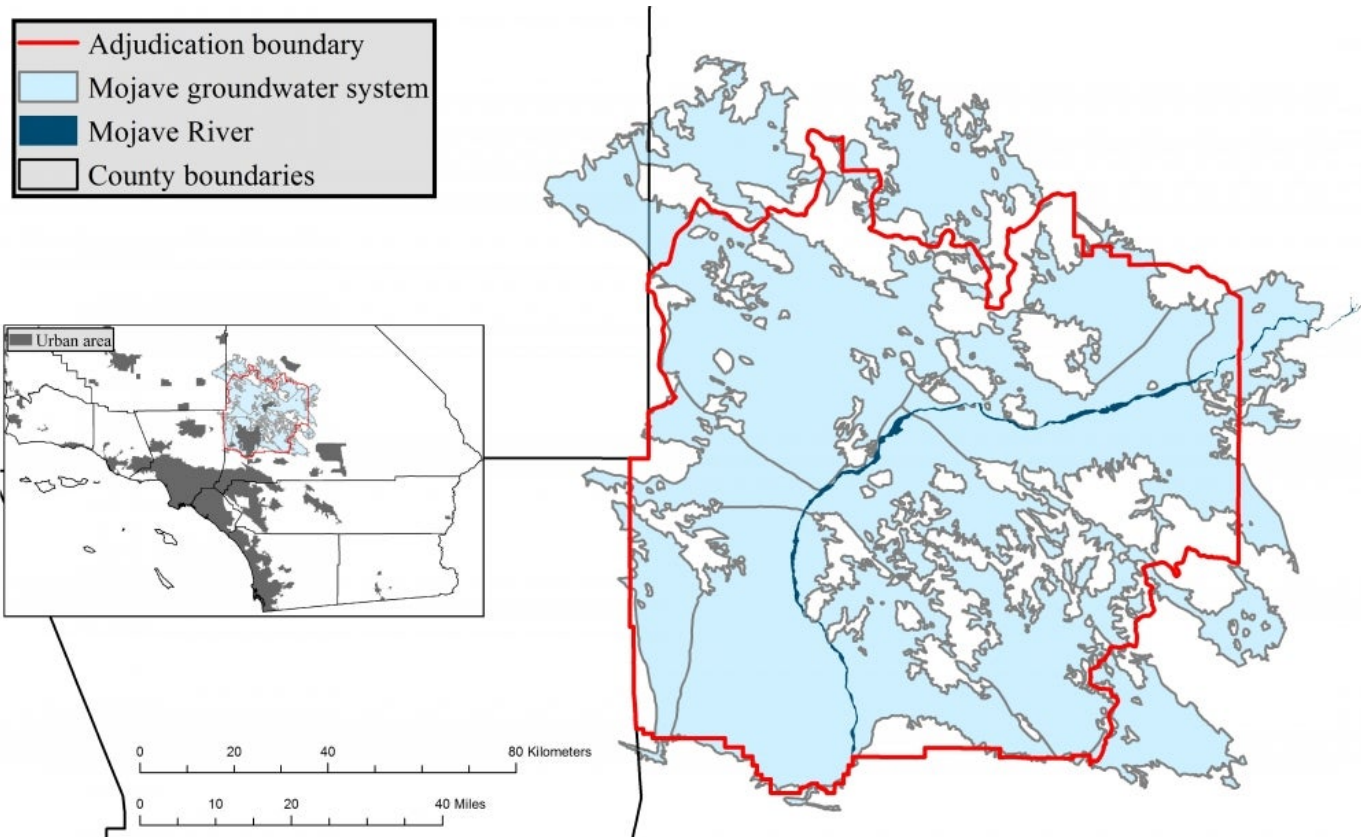 Adjudication boundary
Mojave groundwater system
Mojave River
County boundaries
Urban area
0 20 40 80 Kilometers
0 10 20 40 Miles